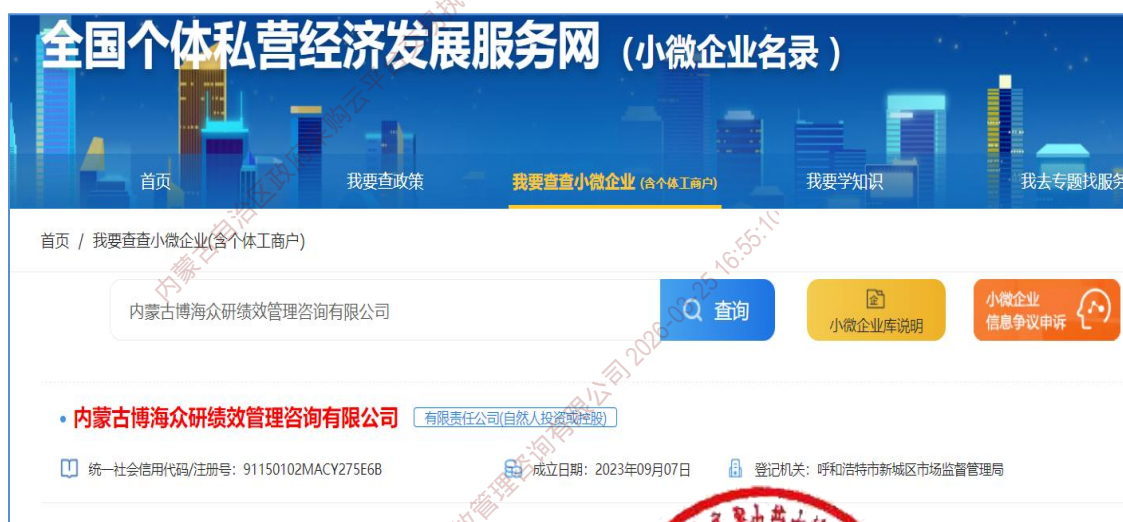 全国个体私营经济发展服务网（小微企业名录）
首页 我要查政策 我要查查小微企业(含个体工商户) 我要学知识 我去专题找服务
首页 / 我要查查小微企业(含个体工商户)
内蒙古博海众研绩效管理咨询有限公司 查询 小微企业库说明 小微企业
信息争议申诉
内蒙古博海众研绩效管理咨询有限公司 有限责任公司(自然人投资或控股)
统一社会信用代码/注册号：91150102MACY275E6B 成立日期：2023年09月07日 登记机关：呼和浩特市新城区市场监督管理局